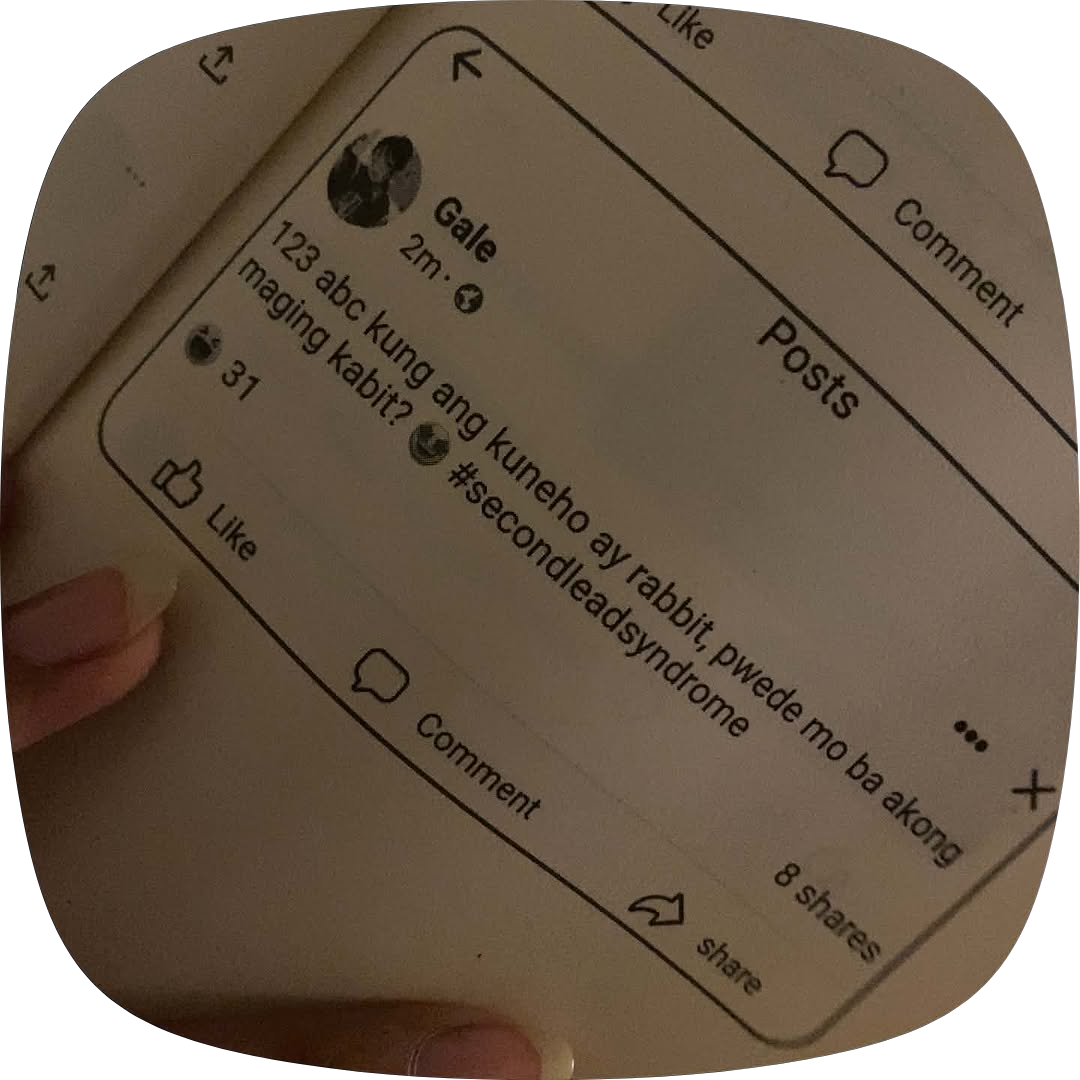 Like
Comment
Posts
Gale
2m
123 abc kung ang kuneho ay rabbit, pwede mo ba akong
maging kabit? #secondleadsyndrome
31
8 shares
Like
Comment
share